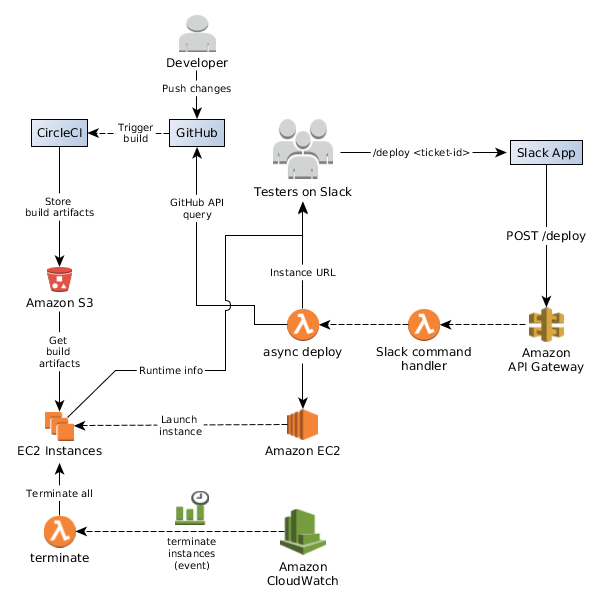 Developer
Push changes
CircleCI
Trigger
build
GitHub
/deploy <ticket-id>
Slack App
Testers on Slack
Store
build artifacts
GitHub API
query
POST /deploy
Instance URL
Amazon S3
Get
build
artifacts
async deploy
Slack command
handler
Amazon
API Gateway
Runtime info
Launch
instance
EC2 Instances
Amazon EC2
Terminate all
terminate
terminate
instances
(event)
Amazon
CloudWatch